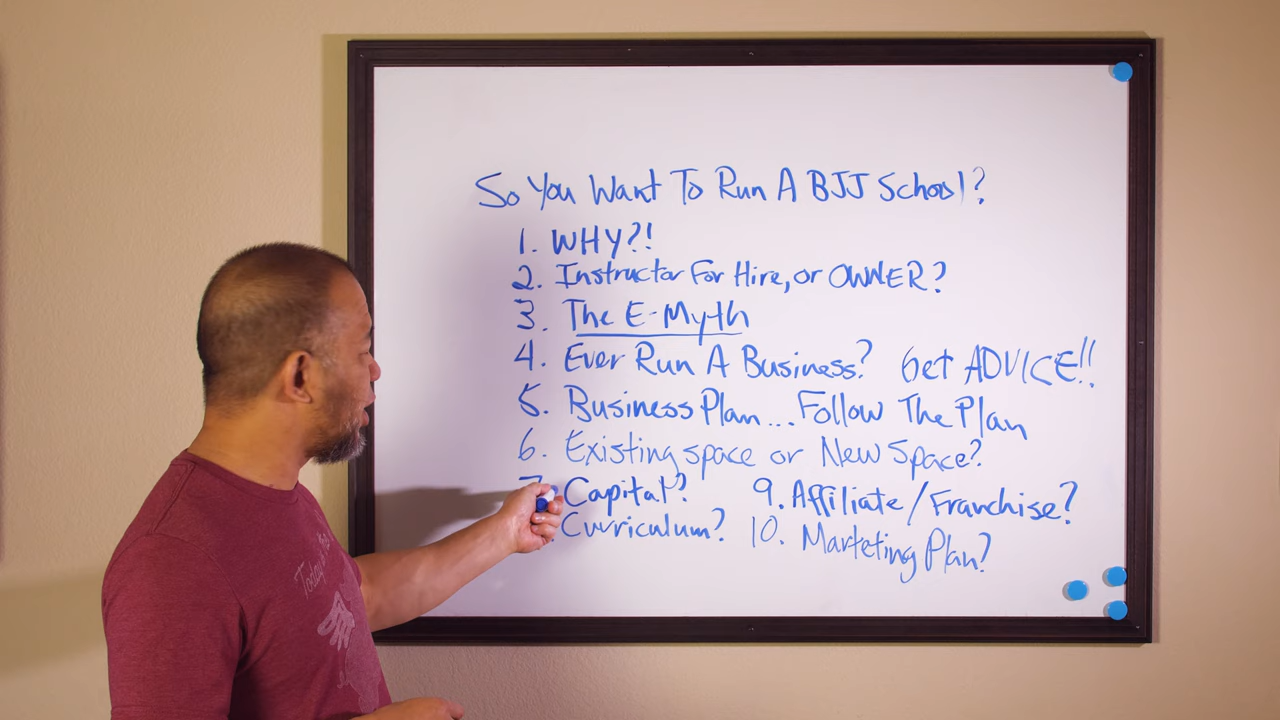 So You Want To Run A BJJ School?
1. WHY?!
2. Instructor For Hire, or OWNER?
3. The E-Myth
4. Ever Run A Business? Get ADVICE!!
5. Business Plan... Follow The Plan
6. Existing space or New Space?
7. Capital? 9. Affiliate/Franchise?
Curriculum? 10. Marketing Plan?
Today